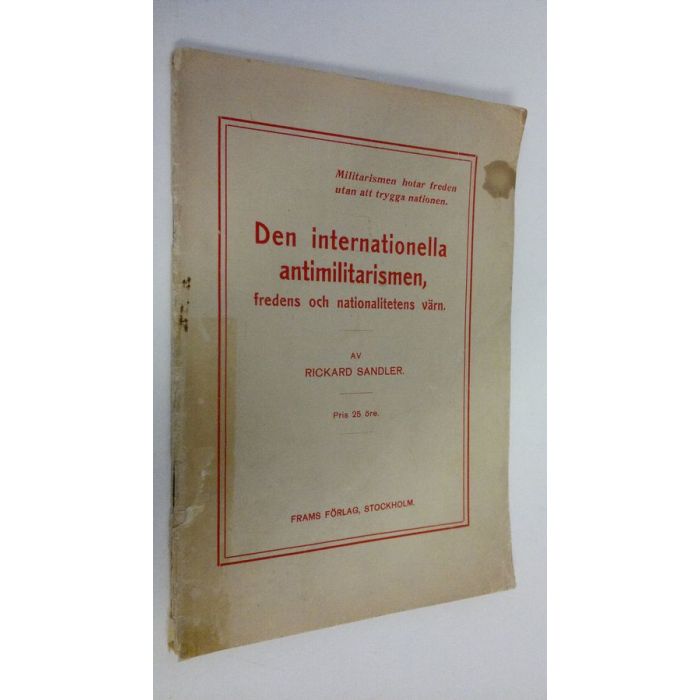 Militarismen hotar freden
utan att trygga nationen.
Den internationella
antimilitarismen,
fredens och nationalitetens värn.
AV
RICKARD SANDLER.
Pris 25 öre.
FRAMS FÖRLAG, STOCKHOLM.